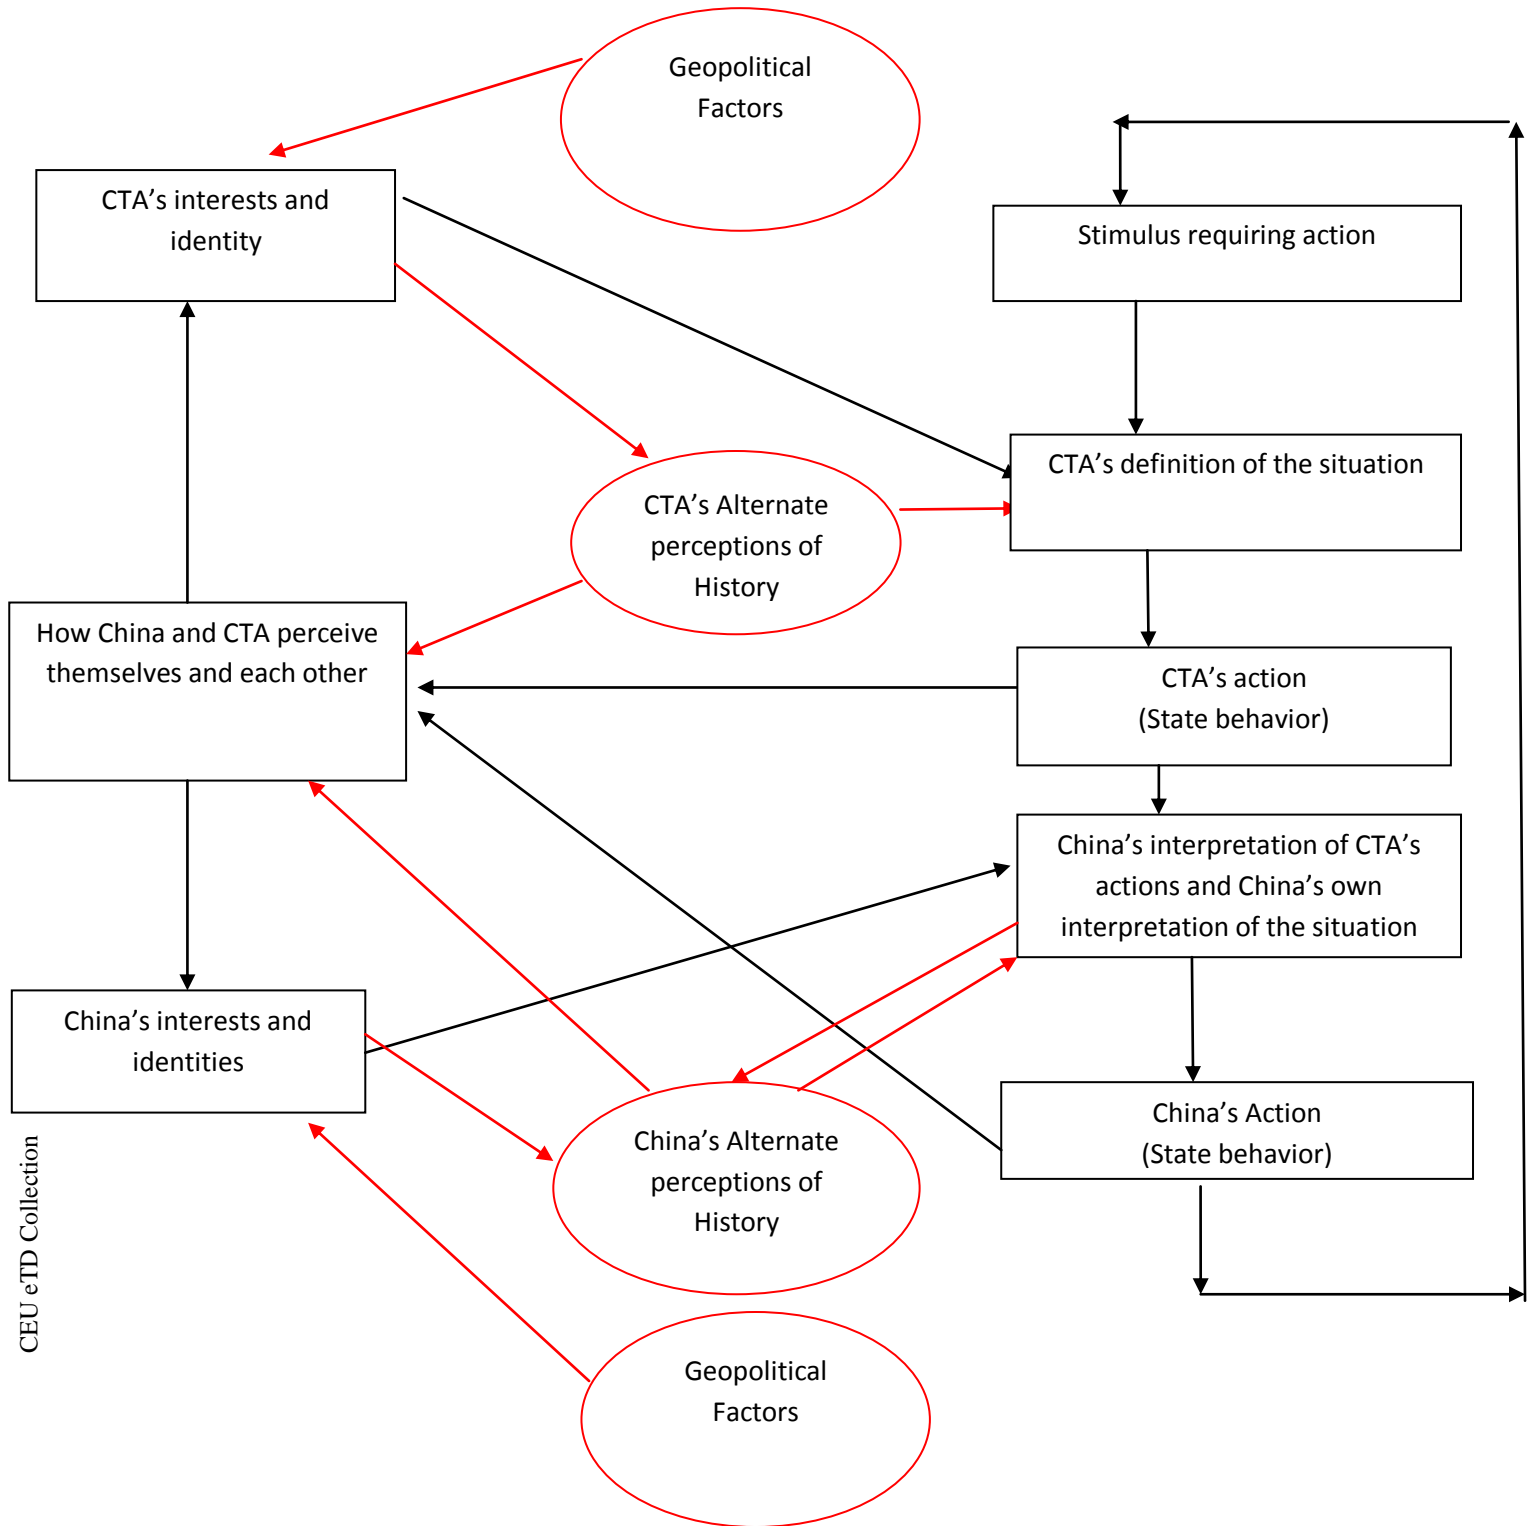 Geopolitical
Factors
CTA’s interests and
identity
Stimulus requiring action
CTA’s definition of the situation
CTA’s Alternate
perceptions of
History
How China and CTA perceive
themselves and each other
CTA’s action
(State behavior)
China’s interpretation of CTA’s
actions and China’s own
interpretation of the situation
China’s interests and
identities
China’s Alternate
perceptions of
History
China’s Action
(State behavior)
Geopolitical
Factors
CEU eTD Collection